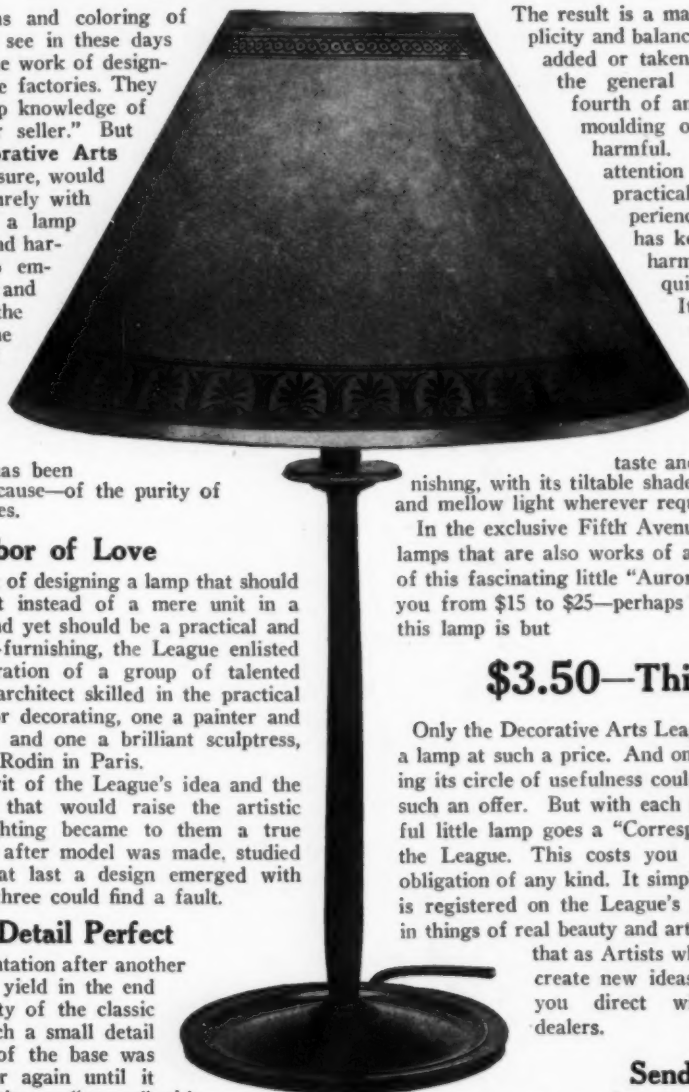 ns and coloring of
see in these days
e work of design-
e factories. They
p knowledge of
r seller." But
orative Arts
sure, would
urely with
a lamp
nd har-
o em-
and
the
ne
has been
cause—of the purity of
es.
bor of Love
of designing a lamp that should
t instead of a mere unit in a
nd yet should be a practical and
-furnishing, the League enlisted
ration of a group of talented
architect skilled in the practical
or decorating, one a painter and
and one a brilliant sculptress,
Rodin in Paris.
rit of the League's idea and the
that would raise the artistic
hting became to them a true
after model was made, studied
at last a design emerged with
three could find a fault.
Detail Perfect
ntation after another
yield in the end
ty of the classic
ch a small detail
of the base was
r again until it
The result is a ma
plicity and balanc
added or taken
the general
fourth of an
moulding o
harmful.
attention
practical
perienc
has ke
harm
qui
It
taste and
nishing, with its tiltable shade
and mellow light wherever requ
In the exclusive Fifth Avenu
lamps that are also works of a
of this fascinating little "Auror
you from $15 to $25—perhaps
this lamp is but
$3.50—Thi
Only the Decorative Arts Lea
a lamp at such a price. And on
ing its circle of usefulness coul
such an offer. But with each
ful little lamp goes a "Corresp
the League. This costs you
obligation of any kind. It simp
is registered on the League's
in things of real beauty and art
that as Artists wh
create new ideas
you direct w
dealers.
Send